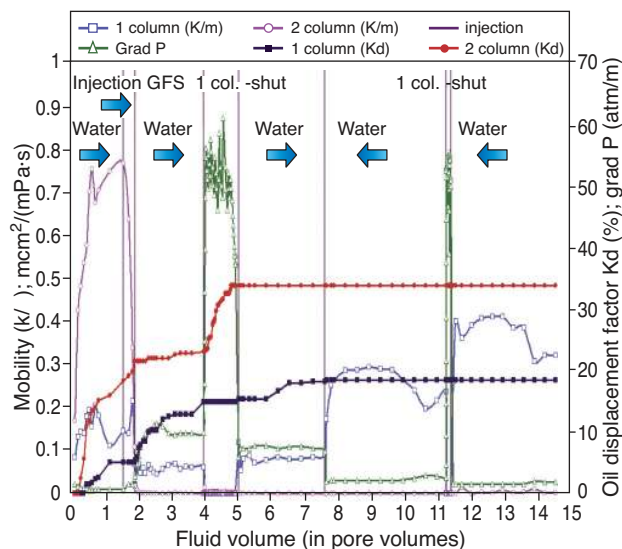 1 column (K/m) 2 column (K/m) injection
Grad P 1 column (Kd) 2 column (Kd)
Mobility (k/ ); mcm²/(mPa·s)
1
0.9
0.8
0.7
0.6
0.5
0.4
0.3
0.2
0.1
0
Injection GFS 1 col. -shut 1 col. -shut
Water Water Water Water Water
70
60
50
40
30
20
10
0
Oil displacement factor Kd (%); grad P (atm/m)
0 1 2 3 4 5 6 7 8 9 10 11 12 13 14 15
Fluid volume (in pore volumes)